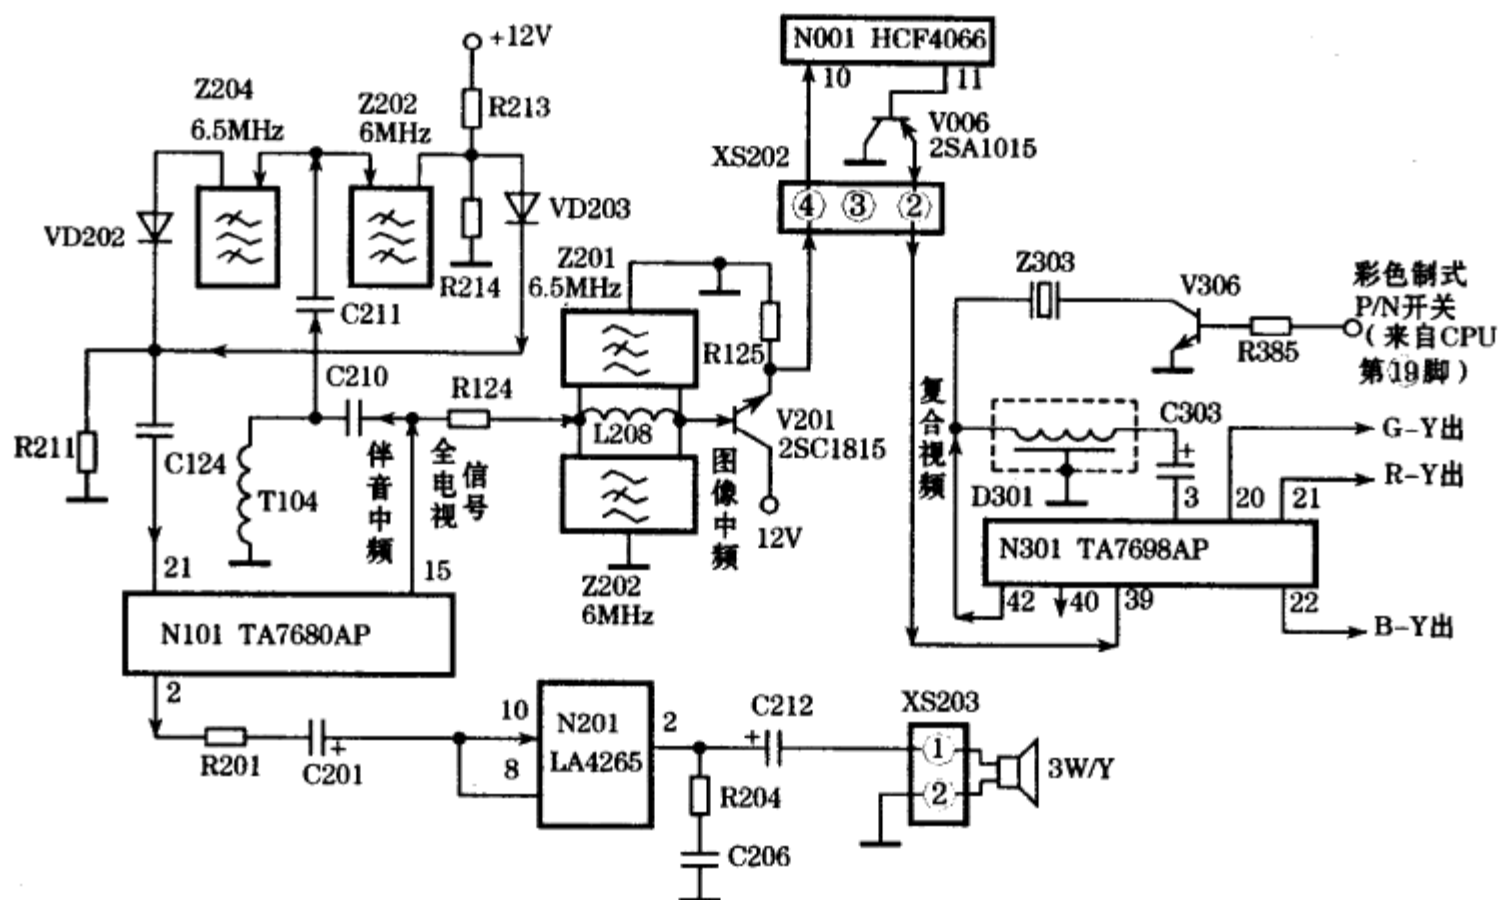 +12V
N001 HCF4066
10
11
Z204
6.5MHz
Z202
6MHz
R213
V006
2SA1015
XS202
④
③
②
VD202
VD203
R214
C211
Z201
6.5MHz
R125
Z303
V306
R385
彩色制式
P/N开关
(来自CPU
第⑲脚)
C210
R124
L208
V201
2SC1815
12V
复合视频
C303
+
D301
3
20
21
G-Y出
R-Y出
R211
C124
T104
伴音中频
全电视
信号
图像中频
Z202
6MHz
21
15
N101 TA7680AP
2
N301 TA7698AP
42
40
39
22
B-Y出
R201
C201
+
10
8
N201
LA4265
2
C212
+
R204
C206
XS203
①
②
3W/Y